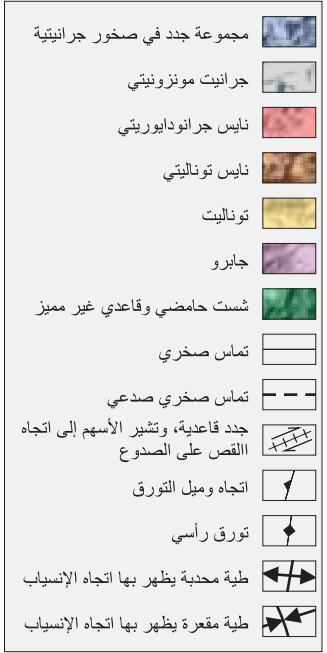 مجموعة جدد في صخور جرانيتية
جرانيت مونزونيتي
نايس جرانودايوريتي
نايس توناليتي
توناليت
جابرو
شست حامضي وقاعدي غير مميز
تماس صخري
تماس صخري صدعي
جدد قاعدية، وتشير الأسهم إلى اتجاه
االقص على الصدوع
اتجاه وميل التورق
تورق رأسي
طية محدبة يظهر بها اتجاه الإنسياب
طية مقعرة يظهر بها اتجاه الإنسياب